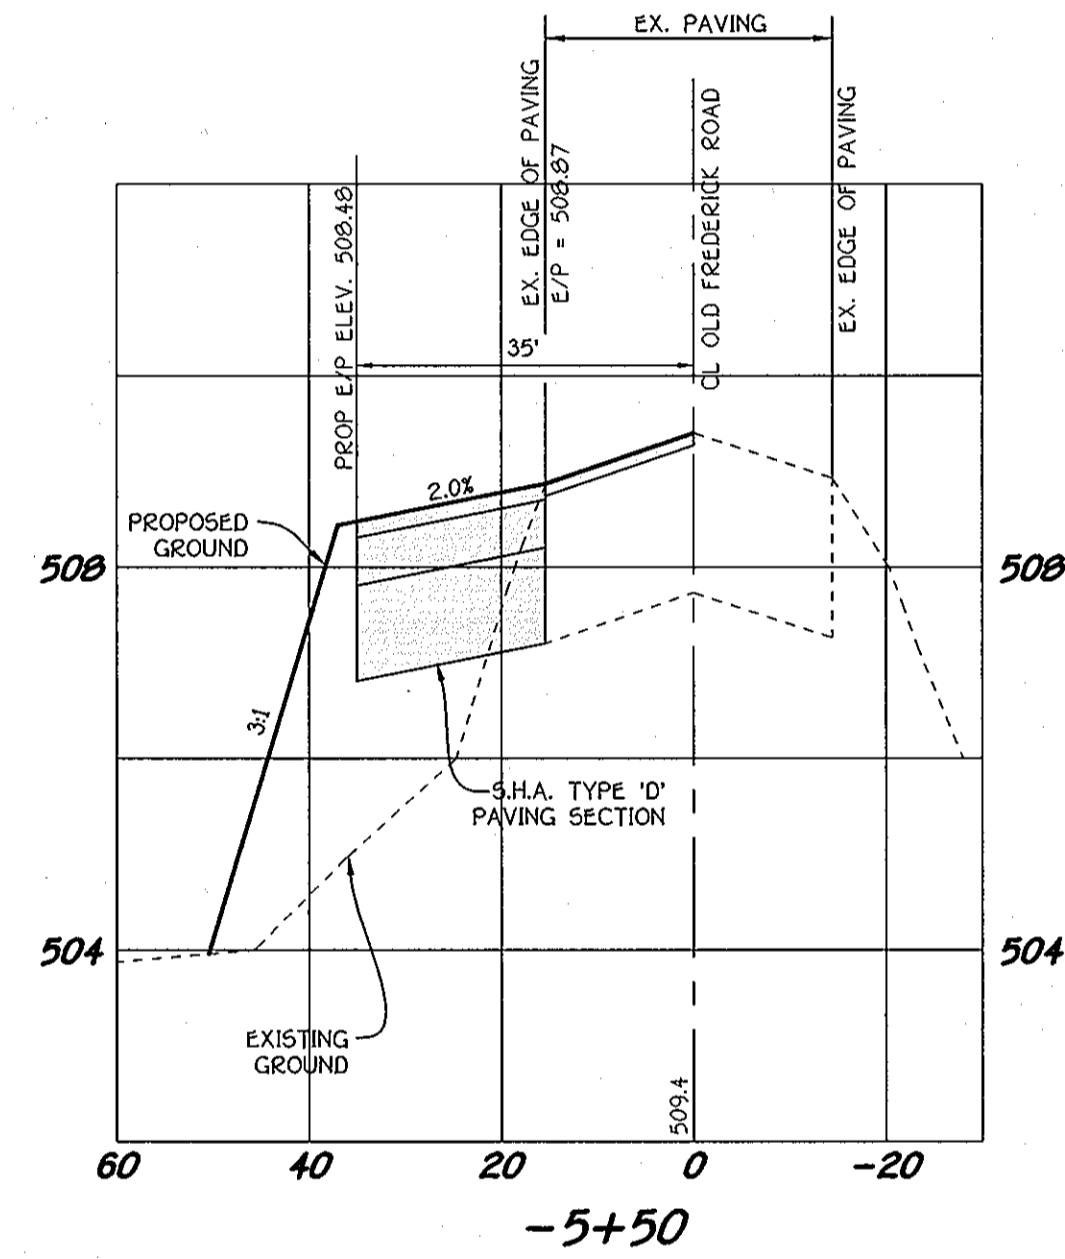 EX. PAVING
PROP E/P ELEV. 508.48
EX. EDGE OF PAVING
E/P = 508.87
CL OLD FREDERICK ROAD
EX. EDGE OF PAVING
35'
2.0%
PROPOSED
GROUND
508
508
3:1
S.H.A. TYPE 'D'
PAVING SECTION
504
504
EXISTING
GROUND
509.4
60 40 20 0 -20
-5+50